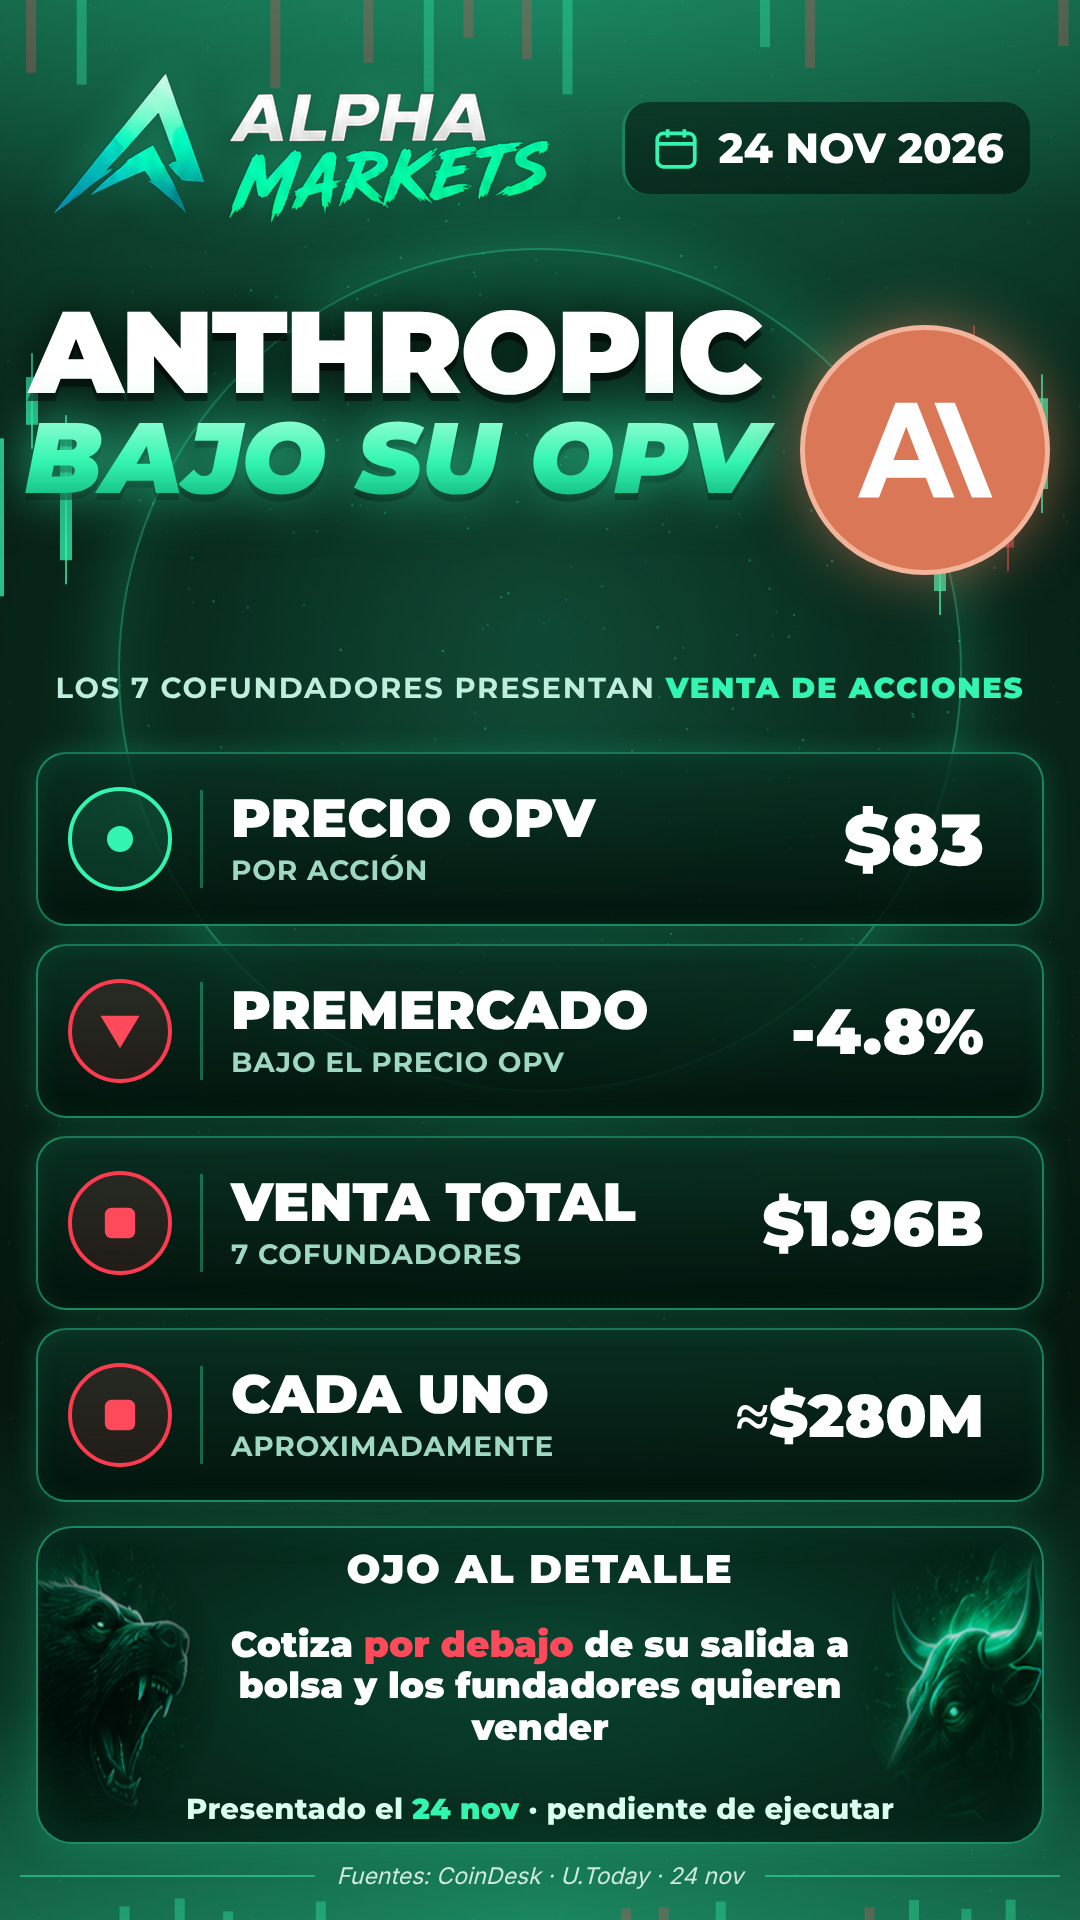 ALPHA
MARKETS
24 NOV 2026
ANTHROPIC
BAJO SU OPV
LOS 7 COFUNDADORES PRESENTAN VENTA DE ACCIONES
PRECIO OPV
POR ACCIÓN
$83
PREMERCADO
BAJO EL PRECIO OPV
-4.8%
VENTA TOTAL
7 COFUNDADORES
$1.96B
CADA UNO
APROXIMADAMENTE
≈$280M
OJO AL DETALLE
Cotiza por debajo de su salida a
bolsa y los fundadores quieren
vender
Presentado el 24 nov · pendiente de ejecutar
Fuentes: CoinDesk · U.Today · 24 nov